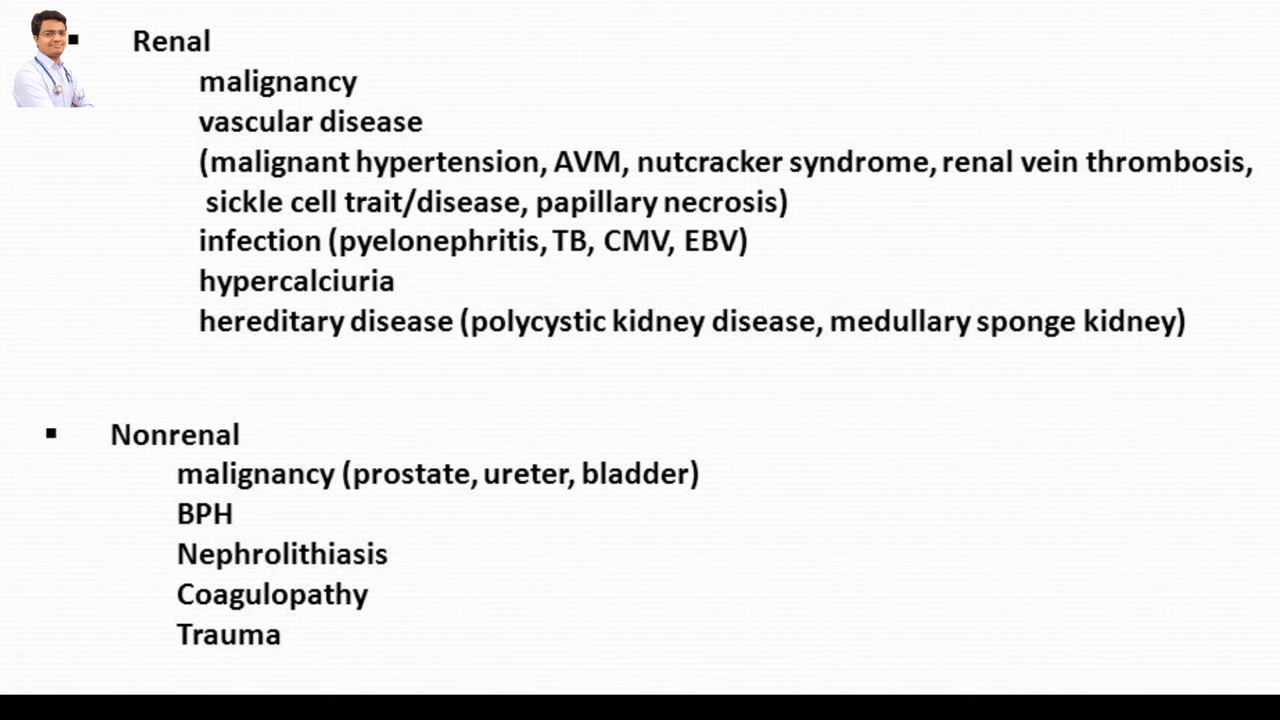 ▪ Renal
malignancy
vascular disease
(malignant hypertension, AVM, nutcracker syndrome, renal vein thrombosis,
sickle cell trait/disease, papillary necrosis)
infection (pyelonephritis, TB, CMV, EBV)
hypercalciuria
hereditary disease (polycystic kidney disease, medullary sponge kidney)
▪ Nonrenal
malignancy (prostate, ureter, bladder)
BPH
Nephrolithiasis
Coagulopathy
Trauma